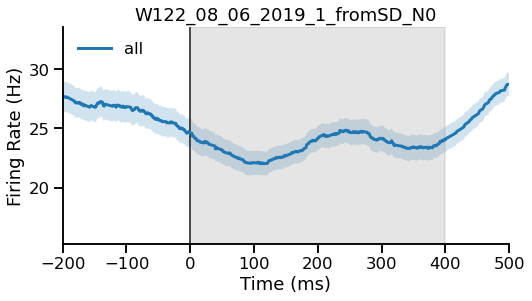 W122_08_06_2019_1_fromSD_N0
all
30
25
20
Firing Rate (Hz)
−200 −100 0 100 200 300 400 500
Time (ms)